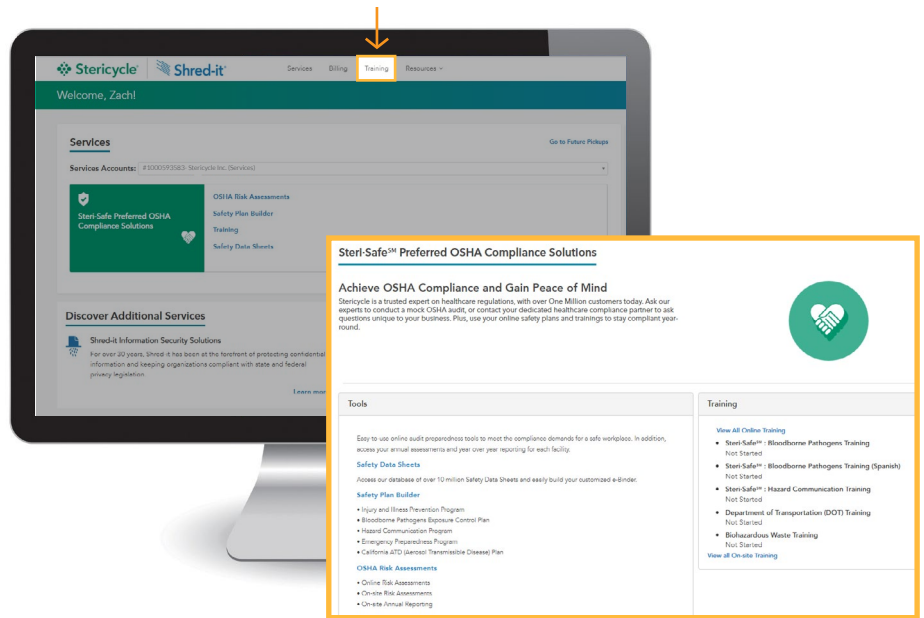 Stericycle® Shred-it® Services Billing Training Resources
Welcome, Zach!
Services
Go to Future Pickups
Services Accounts: #1000593563- Stericycle Inc. (Services)
Steri-Safe Preferred OSHA
Compliance Solutions
OSHA Risk Assessments
Safety Plan Builder
Training
Safety Data Sheets
Discover Additional Services
Shred-it Information Security Solutions
For over 30 years, Shred it has been at the forefront of protecting confidential
information and keeping organizations compliant with state and federal
privacy legislation.
Learn mor
Steri-Safe℠ Preferred OSHA Compliance Solutions
Achieve OSHA Compliance and Gain Peace of Mind
Stericycle is a trusted expert on healthcare regulations, with over One Million customers today. Ask our
experts to conduct a mock OSHA audit, or contact your dedicated healthcare compliance partner to ask
questions unique to your business. Plus, use your online safety plans and trainings to stay compliant year-
round.
Tools
Easy to use online audit preparedness tools to meet the compliance demands for a safe workplace. In addition,
access your annual assessments and year over year reporting for each facility.
Safety Data Sheets
Access our database of over 10 million Safety Data Sheets and easily build your customized e-Binder.
Safety Plan Builder
• Injury and Illness Prevention Program
• Bloodborne Pathogens Exposure Control Plan
• Hazard Communication Program
• Emergency Preparedness Program
• California ATD (Aerosol Transmissible Disease) Plan
OSHA Risk Assessments
• Online Risk Assessments
• On-site Risk Assessments
• On-site Annual Reporting
Training
View All Online Training
• Steri-Safe℠ : Bloodborne Pathogens Training
Not Started
• Steri-Safe℠ : Bloodborne Pathogens Training (Spanish)
Not Started
• Steri-Safe℠ : Hazard Communication Training
Not Started
• Department of Transportation (DOT) Training
Not Started
• Biohazardous Waste Training
Not Started
View all On-site Training